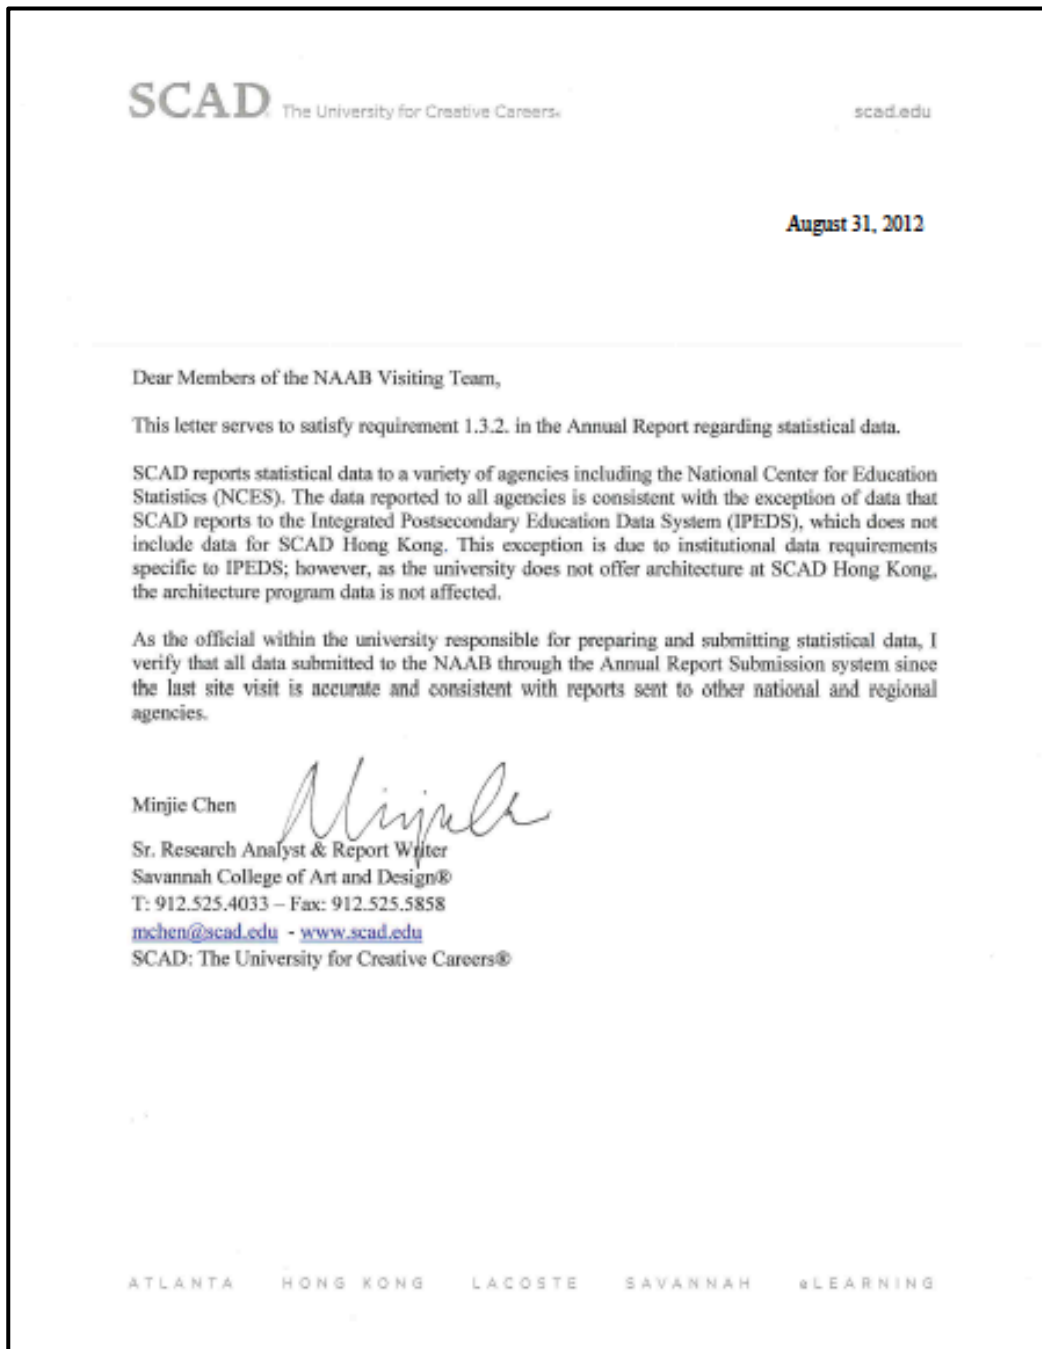 SCAD The University for Creative Careers® scad.edu
August 31, 2012
Dear Members of the NAAB Visiting Team,
This letter serves to satisfy requirement 1.3.2. in the Annual Report regarding statistical data.
SCAD reports statistical data to a variety of agencies including the National Center for Education
Statistics (NCES). The data reported to all agencies is consistent with the exception of data that
SCAD reports to the Integrated Postsecondary Education Data System (IPEDS), which does not
include data for SCAD Hong Kong. This exception is due to institutional data requirements
specific to IPEDS; however, as the university does not offer architecture at SCAD Hong Kong,
the architecture program data is not affected.
As the official within the university responsible for preparing and submitting statistical data, I
verify that all data submitted to the NAAB through the Annual Report Submission system since
the last site visit is accurate and consistent with reports sent to other national and regional
agencies.
Minjie Chen
Sr. Research Analyst & Report Writer
Savannah College of Art and Design®
T: 912.525.4033 – Fax: 912.525.5858
mchen@scad.edu - www.scad.edu
SCAD: The University for Creative Careers®
ATLANTA HONG KONG LACOSTE SAVANNAH eLEARNING